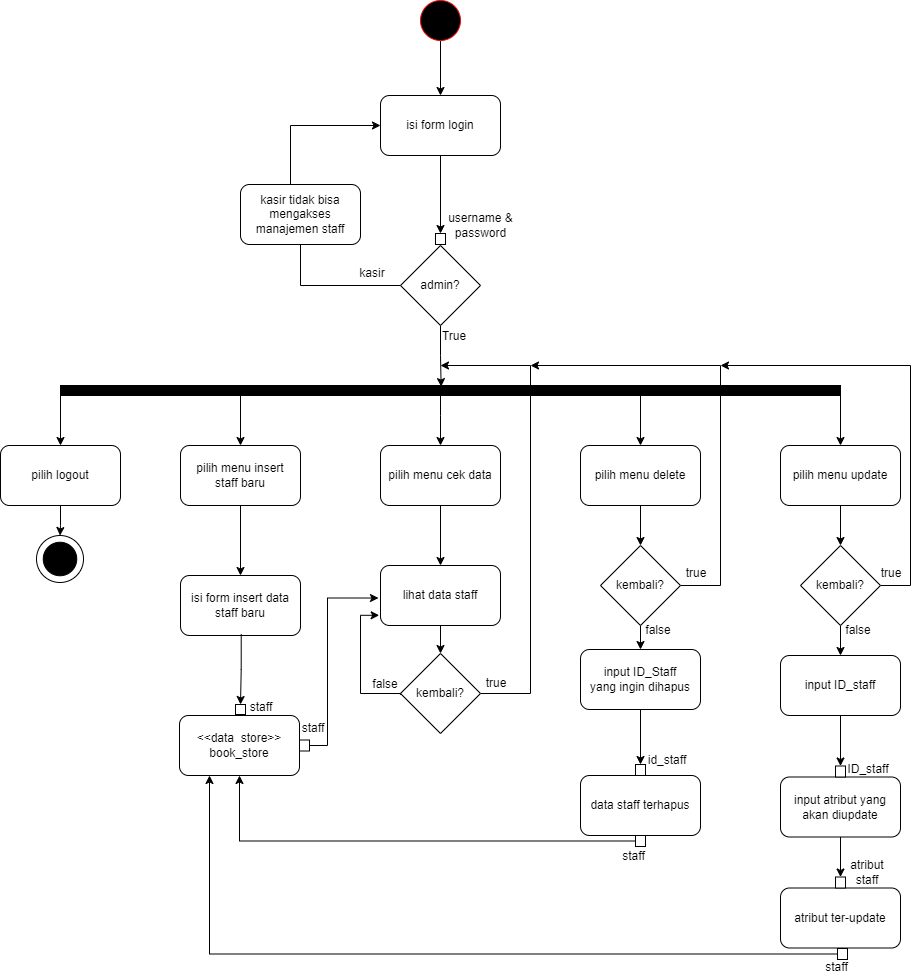 isi form login
kasir tidak bisa
mengakses
manajemen staff
username &
password
kasir
admin?
True
pilih logout
pilih menu insert
staff baru
pilih menu cek data
pilih menu delete
pilih menu update
isi form insert data
staff baru
lihat data staff
kembali?
true
false
kembali?
true
false
false
kembali?
true
input ID_Staff
yang ingin dihapus
input ID_staff
staff
staff
<<data store>>
book_store
id_staff
ID_staff
data staff terhapus
input atribut yang
akan diupdate
staff
atribut
staff
atribut ter-update
staff